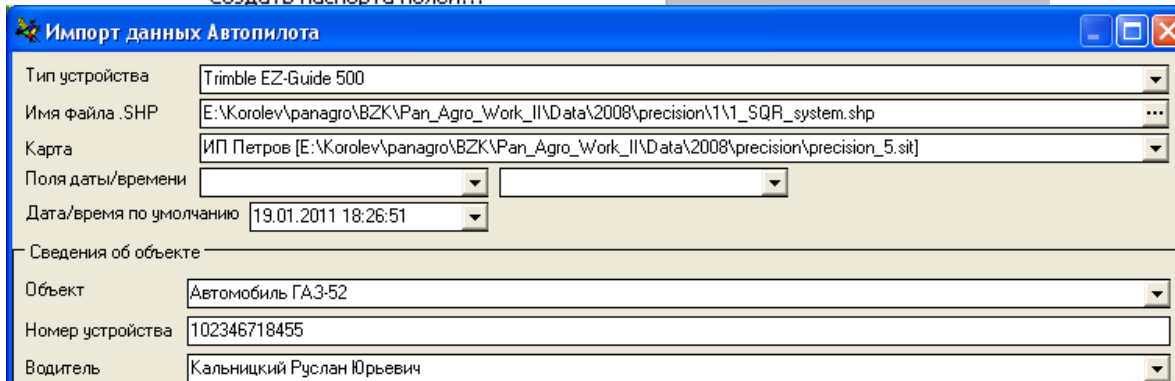 Создать паспорта полей...
Импорт данных Автопилота
Тип устройства Trimble EZ-Guide 500
Имя файла .SHP E:\Korolev\panagro\BZK\Pan_Agro_Work_II\Data\2008\precision\1\1_SQR_system.shp ...
Карта ИП Петров [E:\Korolev\panagro\BZK\Pan_Agro_Work_II\Data\2008\precision\precision_5.sit]
Поля даты/времени
Дата/время по умолчанию 19.01.2011 18:26:51
Сведения об объекте
Объект Автомобиль ГАЗ-52
Номер устройства 102346718455
Водитель Кальницкий Руслан Юрьевич